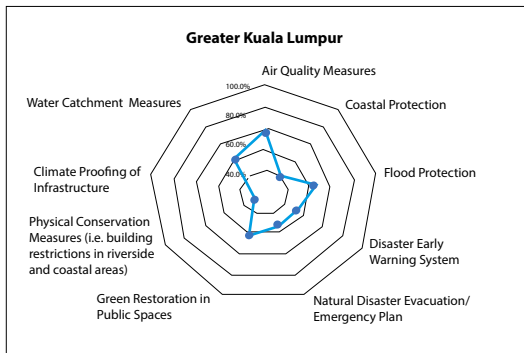 Greater Kuala Lumpur
Air Quality Measures
100.0%
Water Catchment Measures
Coastal Protection
80.0%
60.0%
40.0%
Climate Proofing of
Infrastructure
Flood Protection
Physical Conservation
Measures (i.e. building
restrictions in riverside
and coastal areas)
Disaster Early
Warning System
Green Restoration in
Public Spaces
Natural Disaster Evacuation/
Emergency Plan